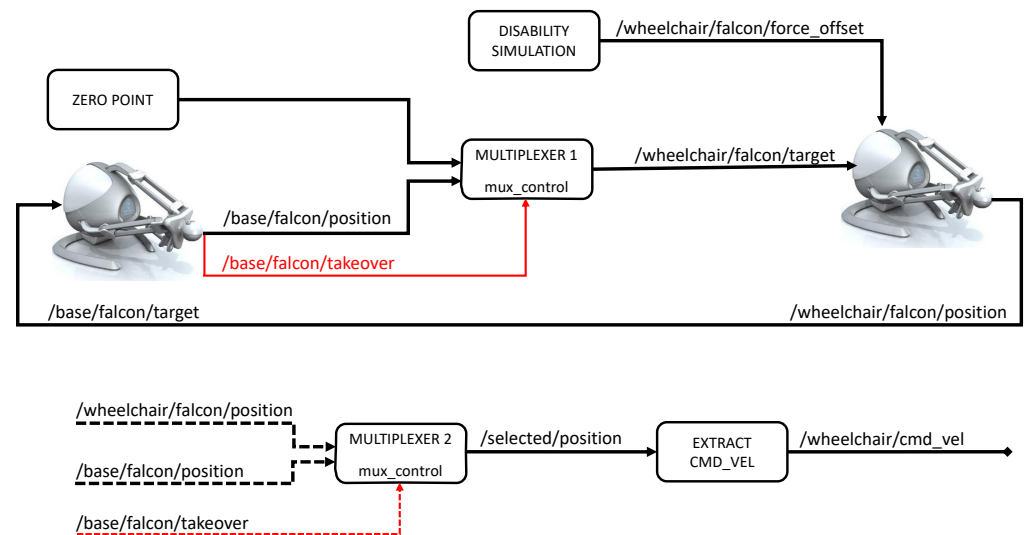 DISABILITY
SIMULATION
/wheelchair/falcon/force_offset
ZERO POINT
MULTIPLEXER 1
mux_control
/wheelchair/falcon/target
/base/falcon/position
/base/falcon/takeover
/base/falcon/target
/wheelchair/falcon/position
/wheelchair/falcon/position
/base/falcon/position
/base/falcon/takeover
MULTIPLEXER 2
mux_control
/selected/position
EXTRACT
CMD_VEL
/wheelchair/cmd_vel